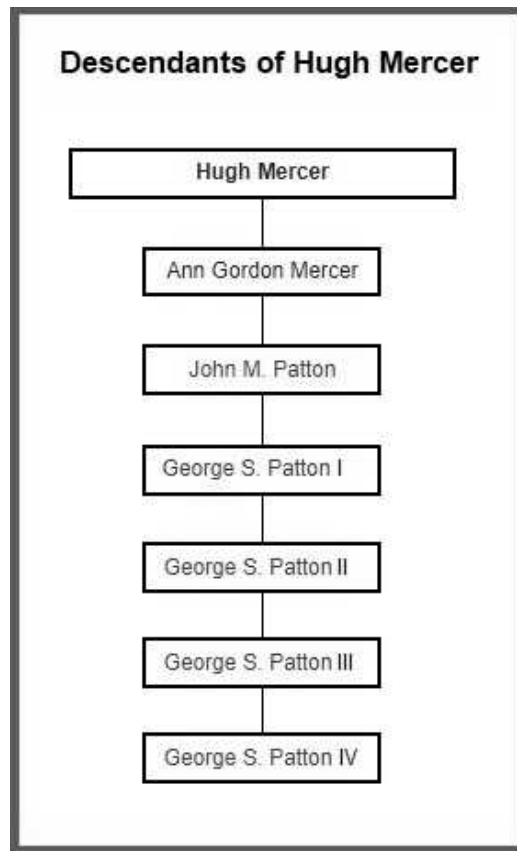 Descendants of Hugh Mercer
Hugh Mercer
Ann Gordon Mercer
John M. Patton
George S. Patton I
George S. Patton II
George S. Patton III
George S. Patton IV